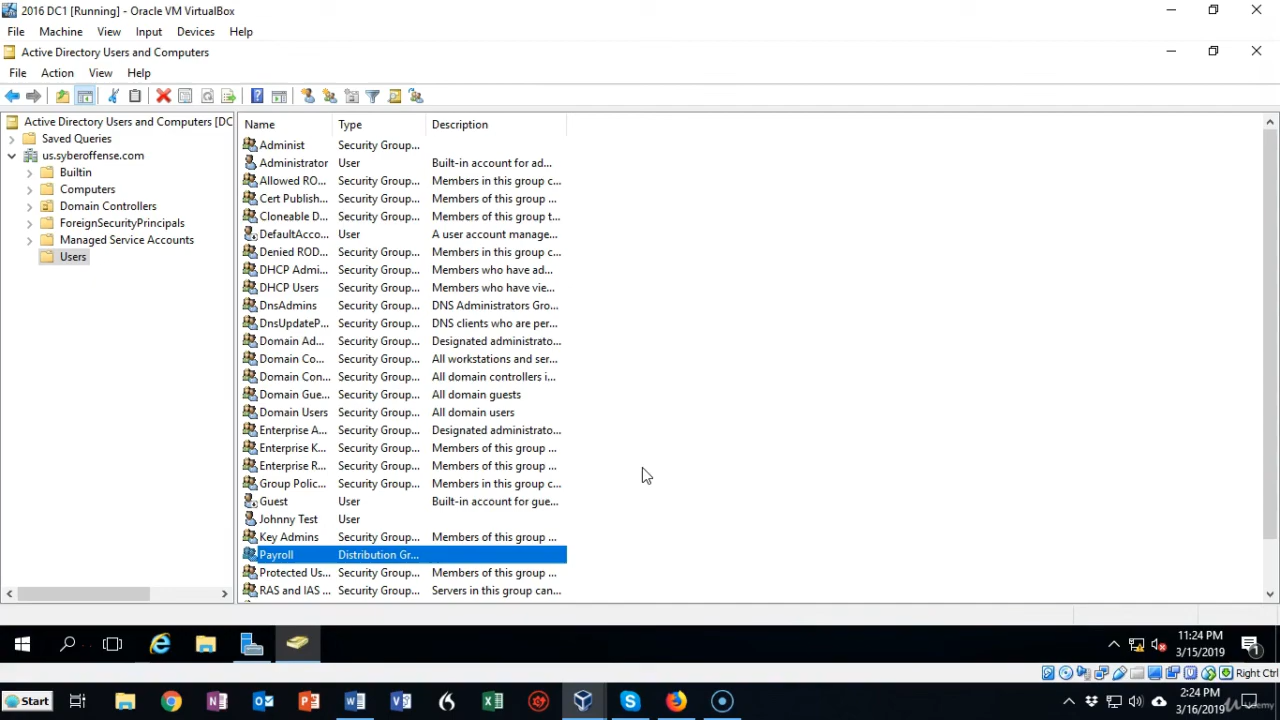 2016 DC1 [Running] - Oracle VM VirtualBox
File Machine View Input Devices Help
Active Directory Users and Computers
File Action View Help
Active Directory Users and Computers [DC
Saved Queries
us.syberoffense.com
Builtin
Computers
Domain Controllers
ForeignSecurityPrincipals
Managed Service Accounts
Users
Name Type Description
Administ Security Group...
Administrator User Built-in account for ad...
Allowed RO... Security Group... Members in this group c...
Cert Publish... Security Group... Members of this group ...
Cloneable D... Security Group... Members of this group t...
DefaultAcco... User A user account manage...
Denied ROD... Security Group... Members in this group c...
DHCP Admi... Security Group... Members who have ad...
DHCP Users Security Group... Members who have vie...
DnsAdmins Security Group... DNS Administrators Gro...
DnsUpdateP... Security Group... DNS clients who are per...
Domain Ad... Security Group... Designated administrato...
Domain Co... Security Group... All workstations and ser...
Domain Con... Security Group... All domain controllers i...
Domain Gue... Security Group... All domain guests
Domain Users Security Group... All domain users
Enterprise A... Security Group... Designated administrato...
Enterprise K... Security Group... Members of this group ...
Enterprise R... Security Group... Members of this group ...
Group Polic... Security Group... Members in this group c...
Guest User Built-in account for gue...
Johnny Test User
Key Admins Security Group... Members of this group ...
Payroll Distribution Gr...
Protected Us... Security Group... Members of this group ...
RAS and IAS ... Security Group... Servers in this group can...
11:24 PM
3/15/2019
1
Right Ctrl
Start
2:24 PM
3/16/2019
Udemy